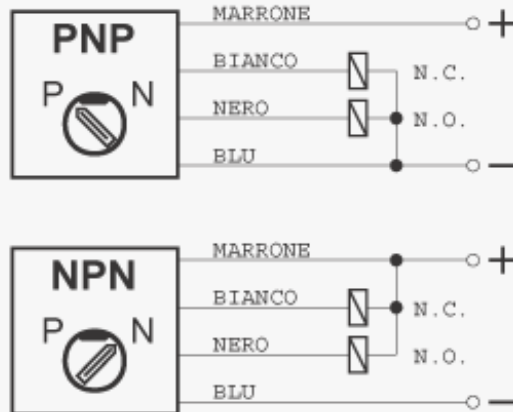 PNP
P N
MARRONE +
BIANCO N.C.
NERO N.O.
BLU −
NPN
P N
MARRONE +
BIANCO N.C.
NERO N.O.
BLU −